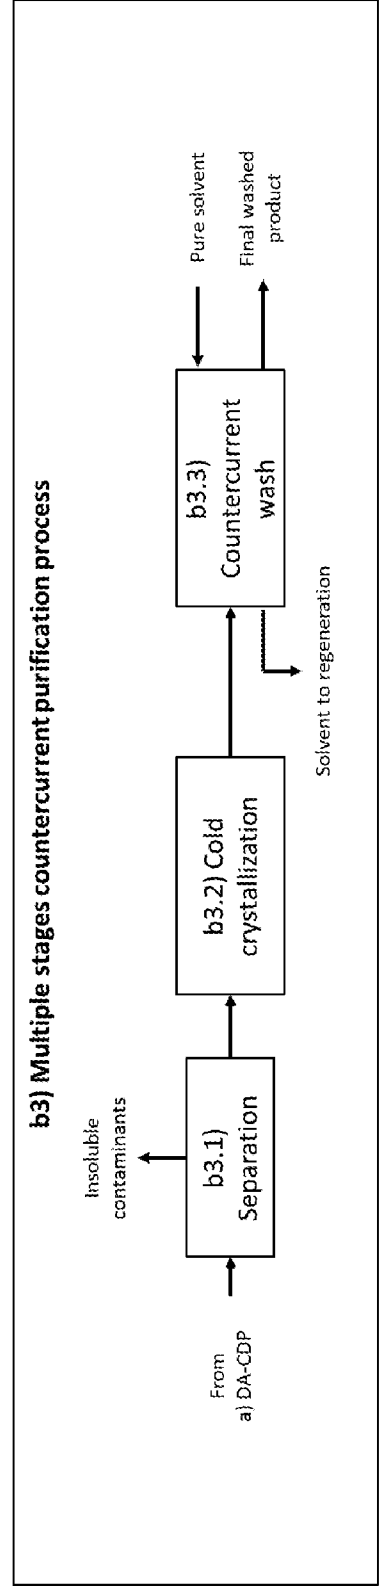 b3) Multiple stages countercurrent purification process
Insoluble
contaminants
From
a) DA-CDP
b3.1)
Separation
b3.2) Cold
crystallization
b3.3)
Countercurrent
wash
Pure solvent
Final washed
product
Solvent to regeneration